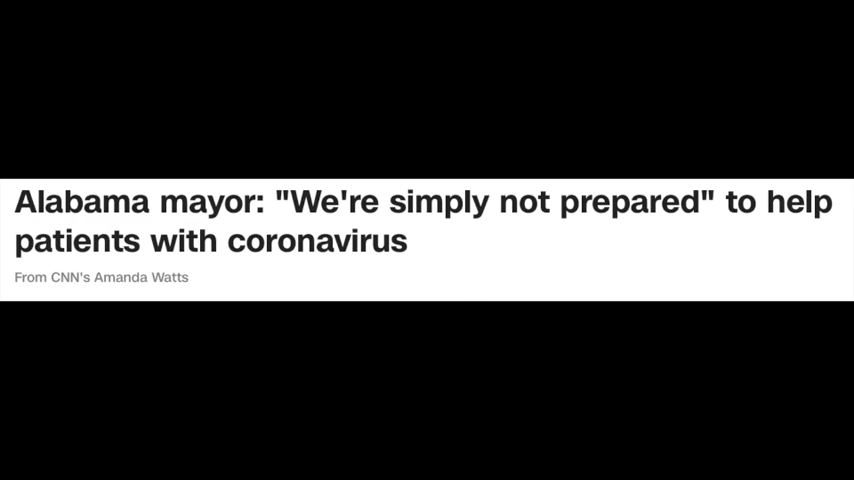 Alabama mayor: "We're simply not prepared" to help
patients with coronavirus
From CNN's Amanda Watts